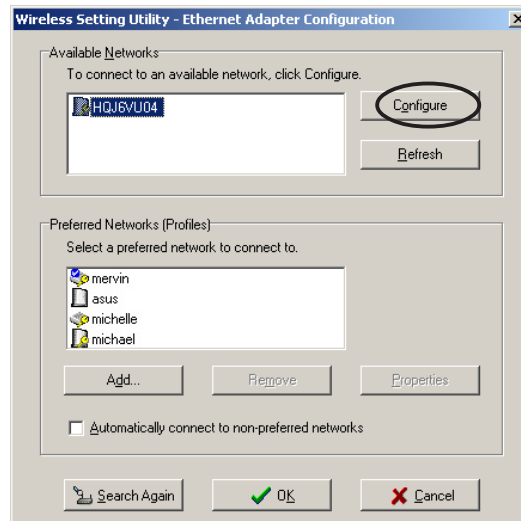 Wireless Setting Utility - Ethernet Adapter Configuration
Available Networks
To connect to an available network, click Configure.
HQJ6VU04
Configure
Refresh
Preferred Networks (Profiles)
Select a preferred network to connect to.
mervin
asus
michelle
michael
Add...
Remove
Properties
Automatically connect to non-preferred networks
Search Again
OK
Cancel